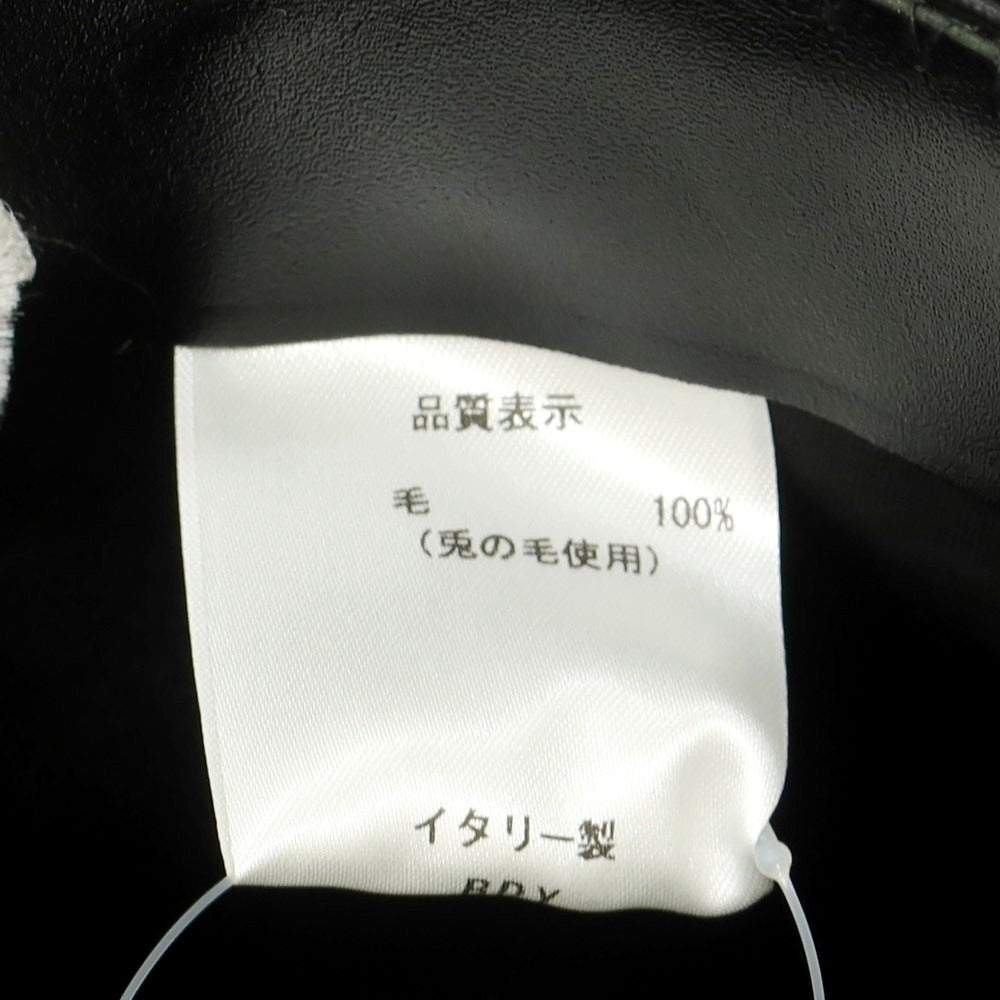 品質表示
毛 100%
(兎の毛使用)
イタリー製